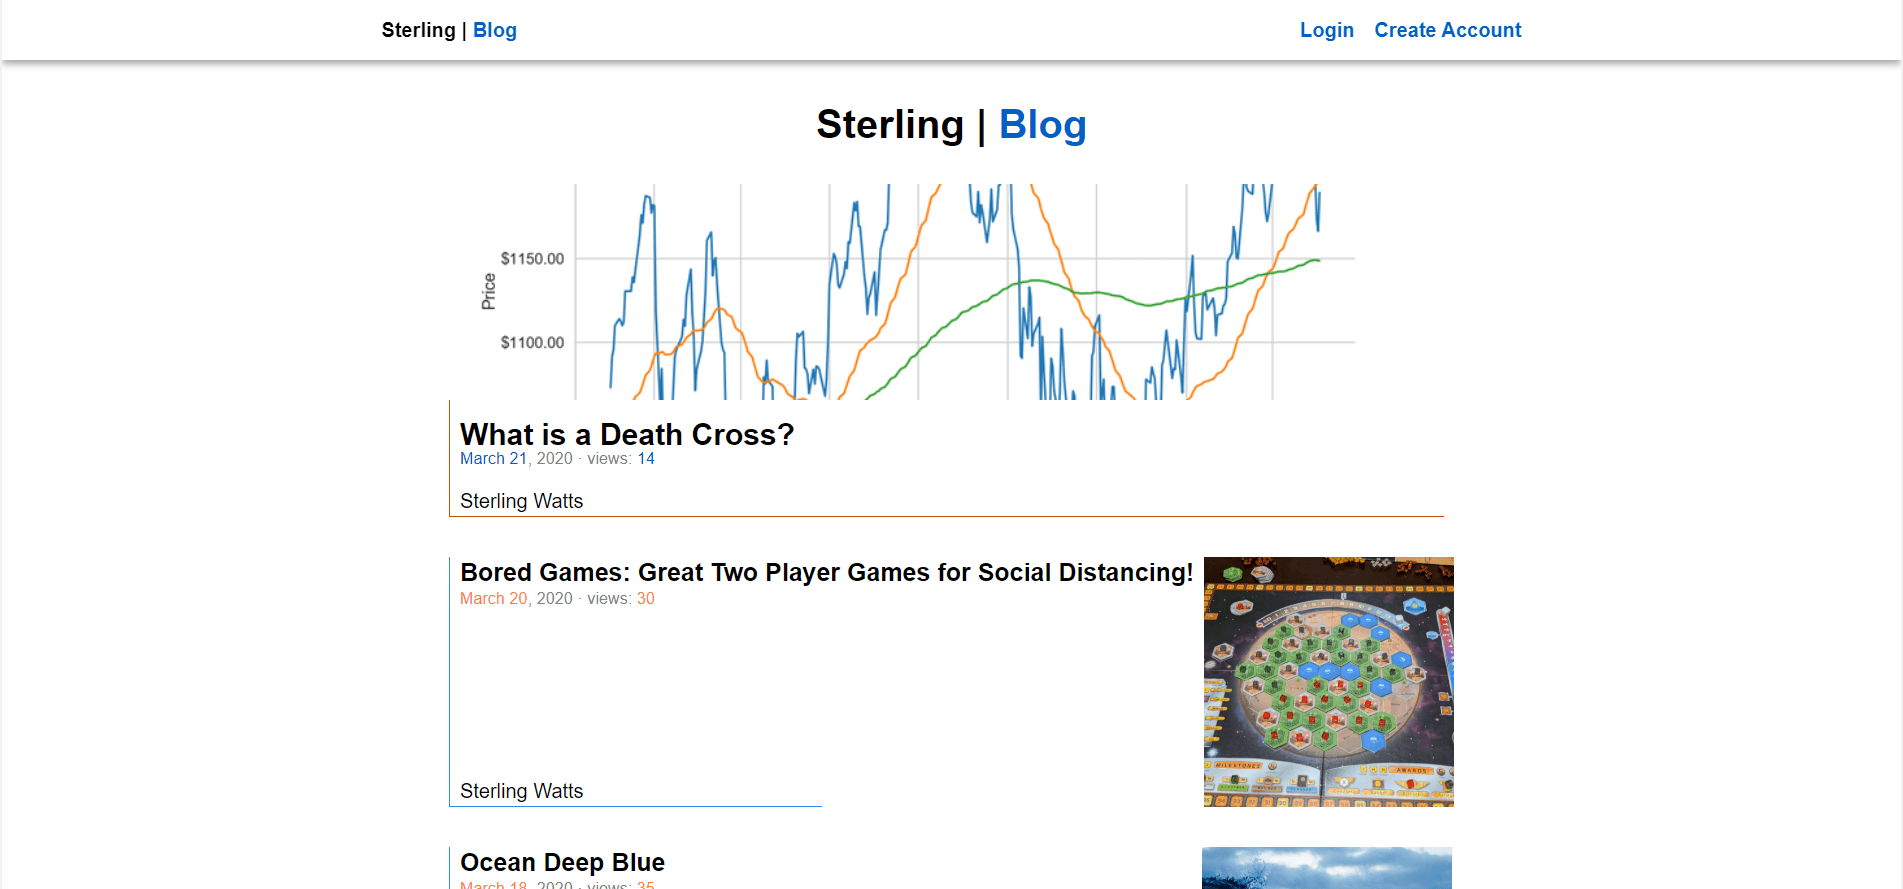 Sterling | Blog
Login Create Account
Sterling | Blog
$1150.00
Price
$1100.00
What is a Death Cross?
March 21, 2020 · views: 14
Sterling Watts
Bored Games: Great Two Player Games for Social Distancing!
March 20, 2020 · views: 30
MILESTONES
AWARDS
Sterling Watts
Ocean Deep Blue
March 18, 2020 · views: 35